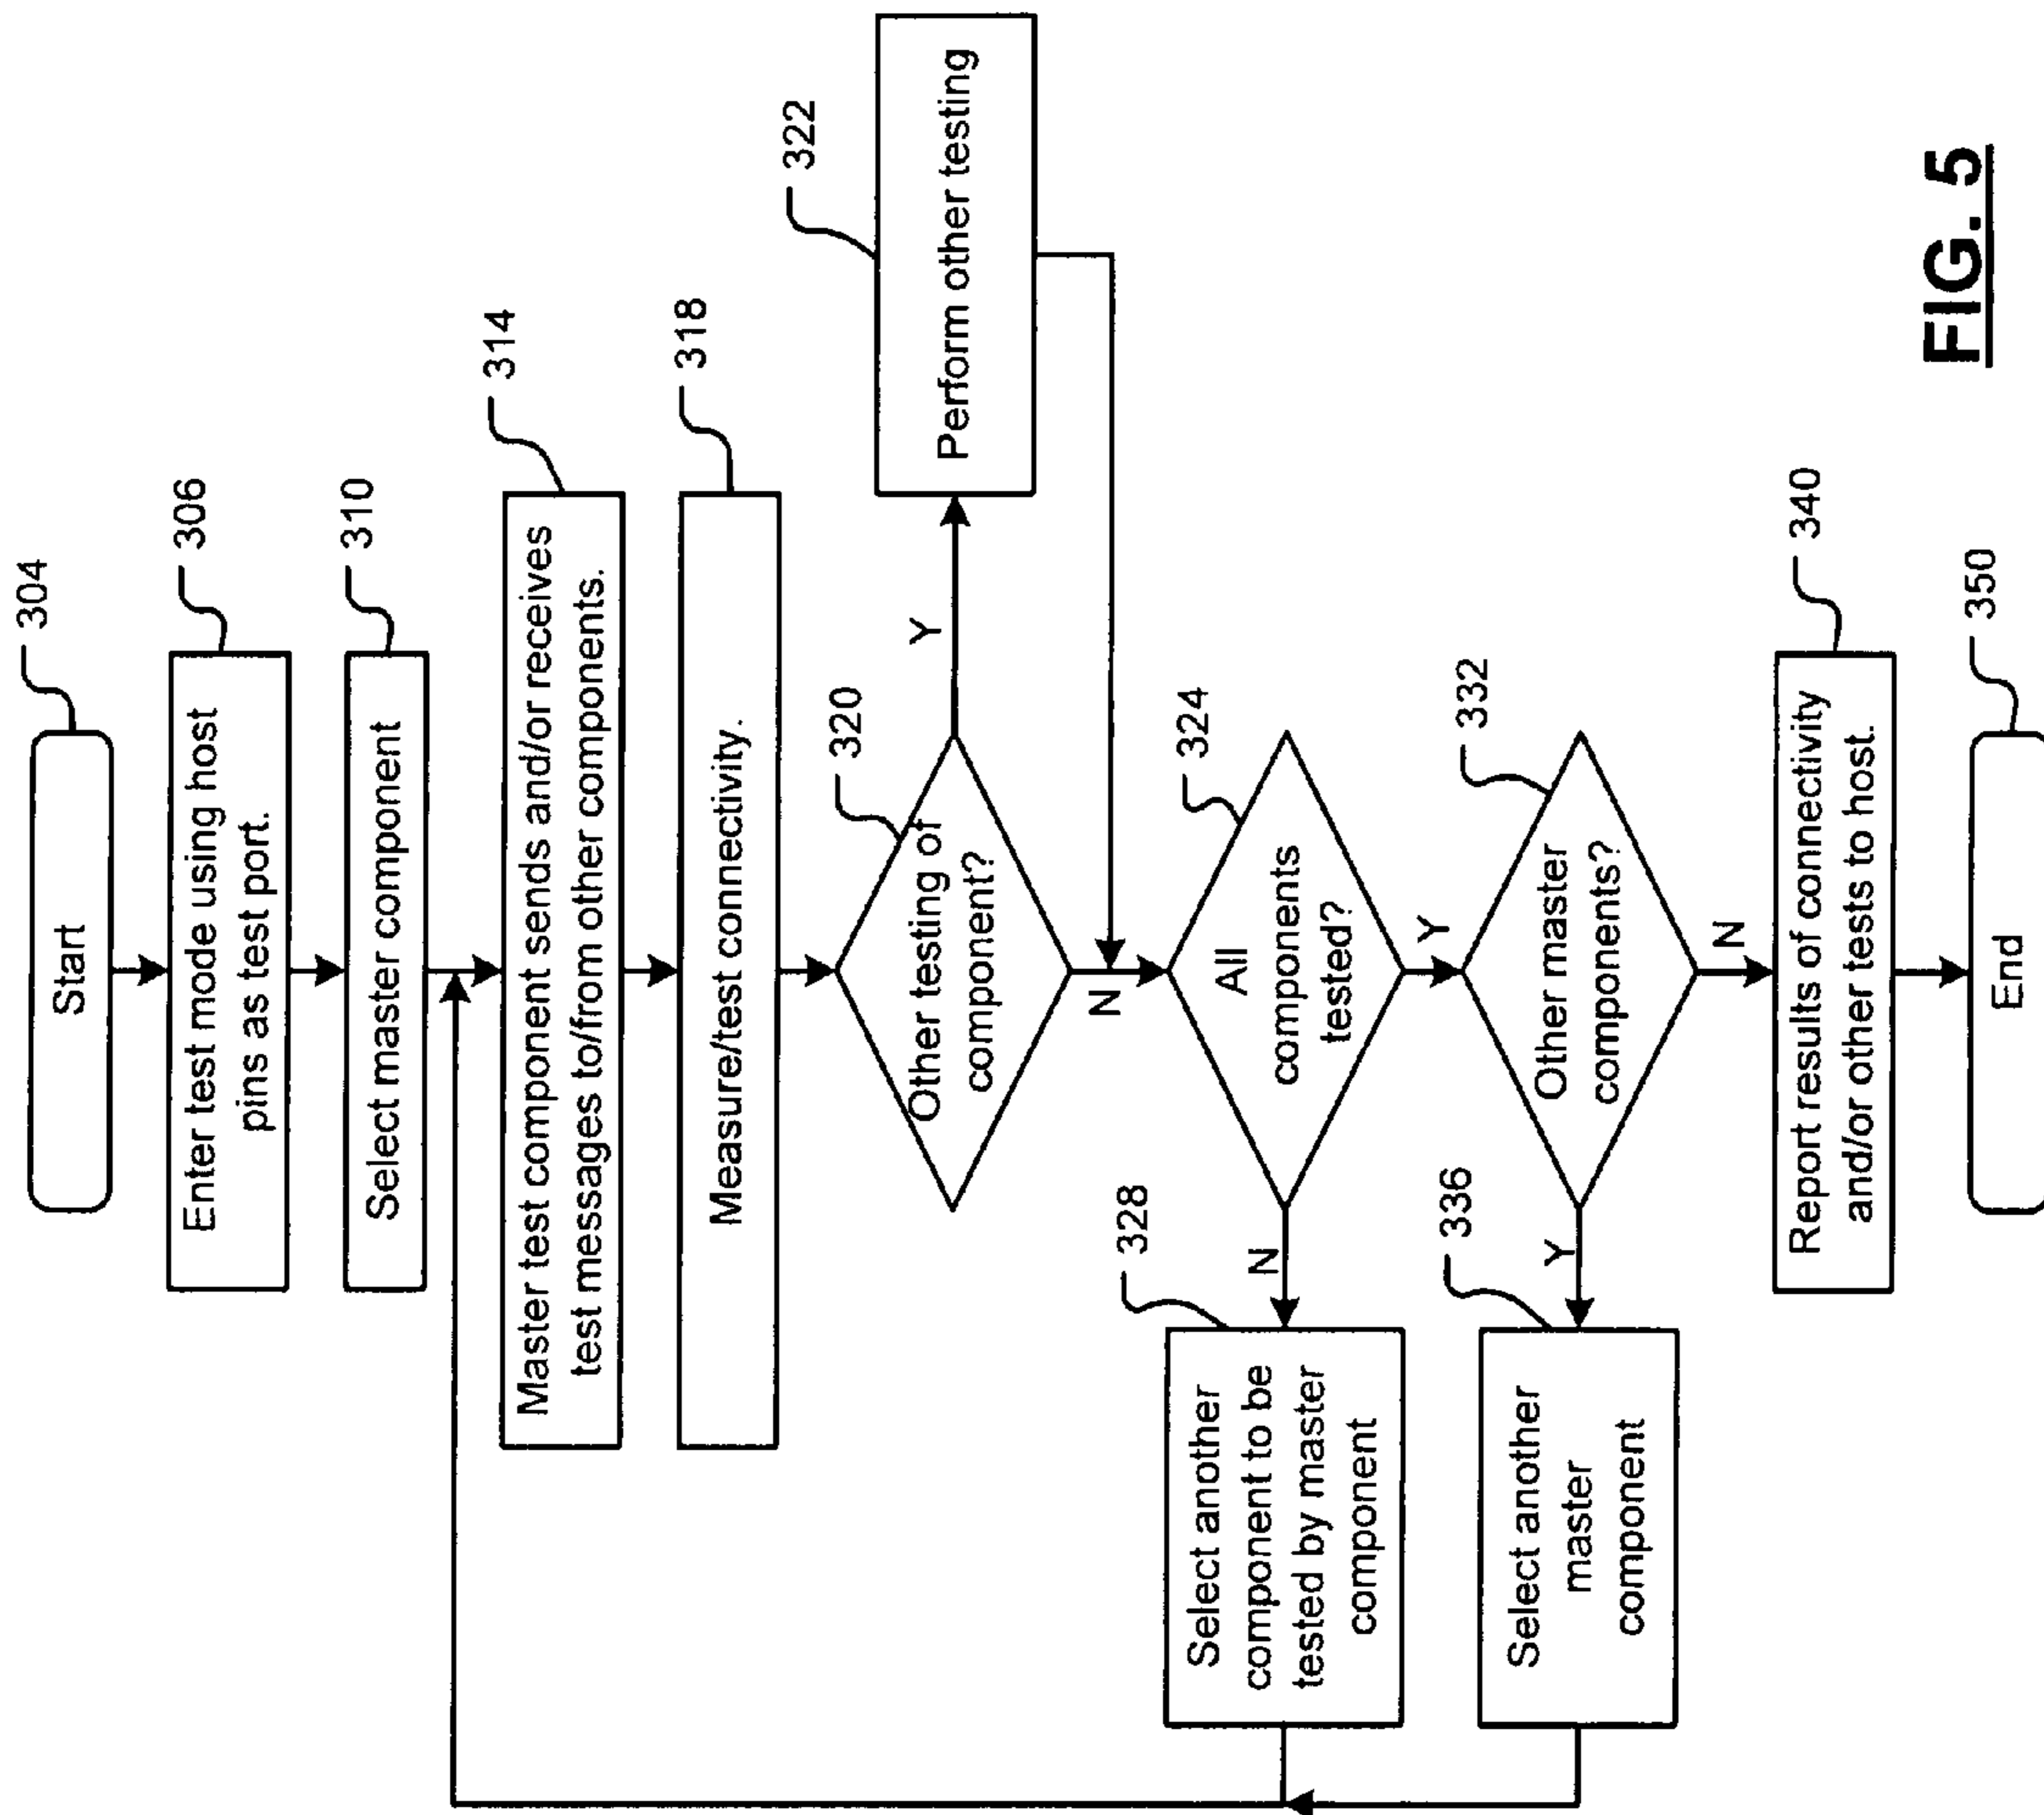 Start
304
Enter test mode using host
pins as test port.
306
Select master component
310
Master test component sends and/or receives
test messages to/from other components.
314
Measure/test connectivity.
318
Other testing of
component?
320
Y
Perform other testing
322
N
All
components
tested?
324
N
Select another
component to be
tested by master
component
328
Y
Other master
components?
332
Y
Select another
master
component
336
N
Report results of connectivity
and/or other tests to host.
340
End
350
FIG. 5